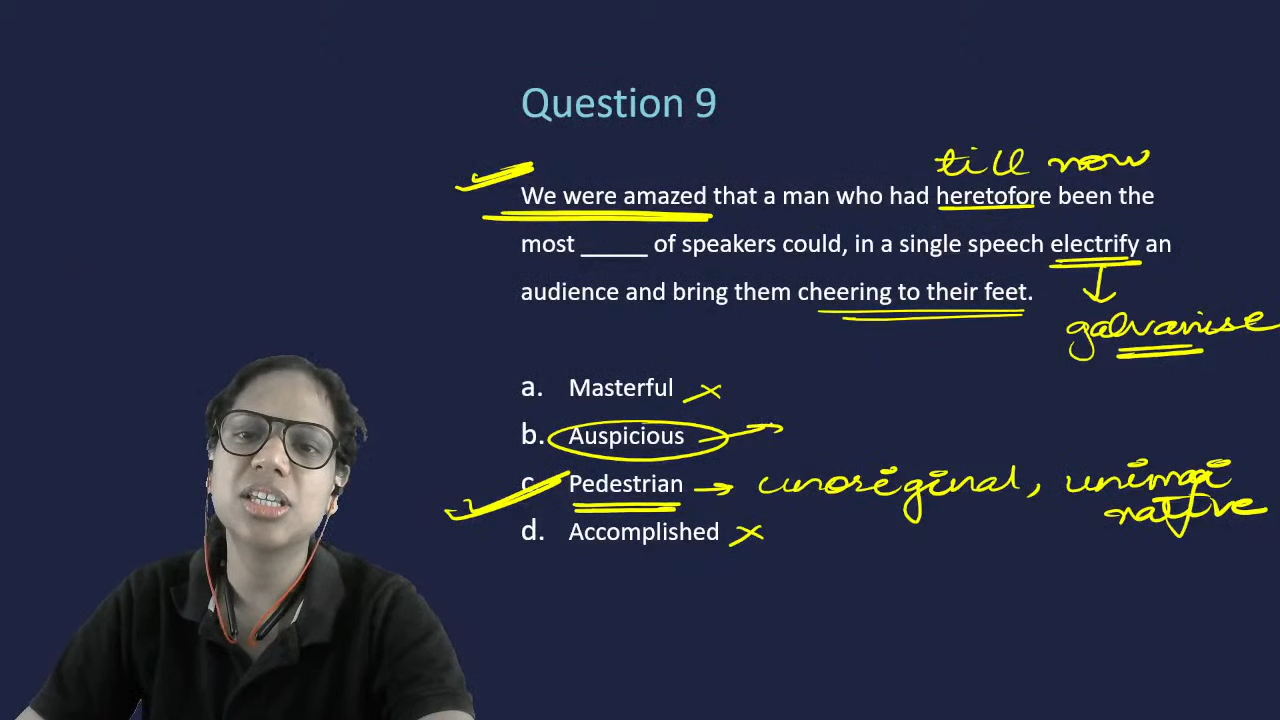 Question 9
till now
We were amazed that a man who had heretofore been the
most _____ of speakers could, in a single speech electrify an
audience and bring them cheering to their feet.
galvanise
a. Masterful
b. Auspicious
c. Pedestrian → unoriginal, unimagi
native
d. Accomplished